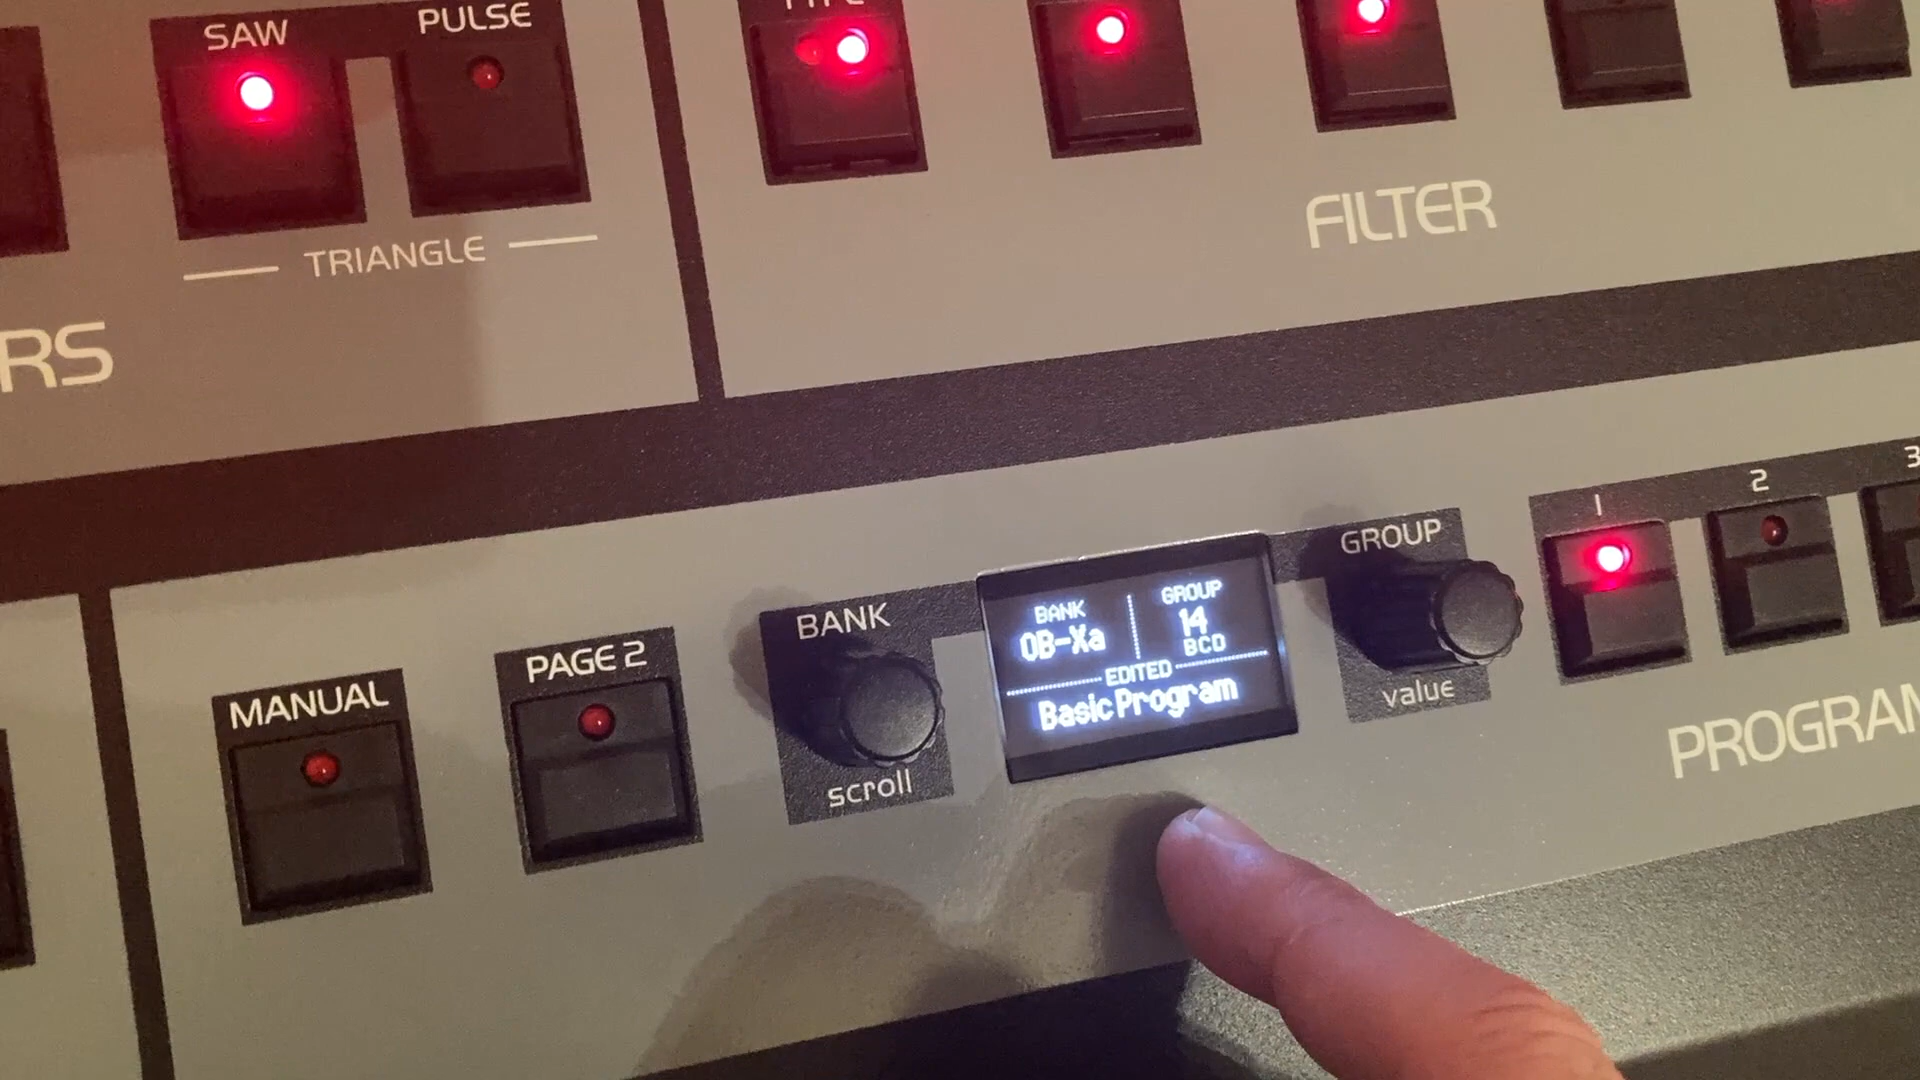 SAW
PULSE
TYPE
TRIANGLE
FILTER
RS
1
2
3
GROUP
BANK
BANK
GROUP
OB-Xa
14
BCD
EDITED
Basic Program
PAGE 2
MANUAL
value
scroll
PROGRAM